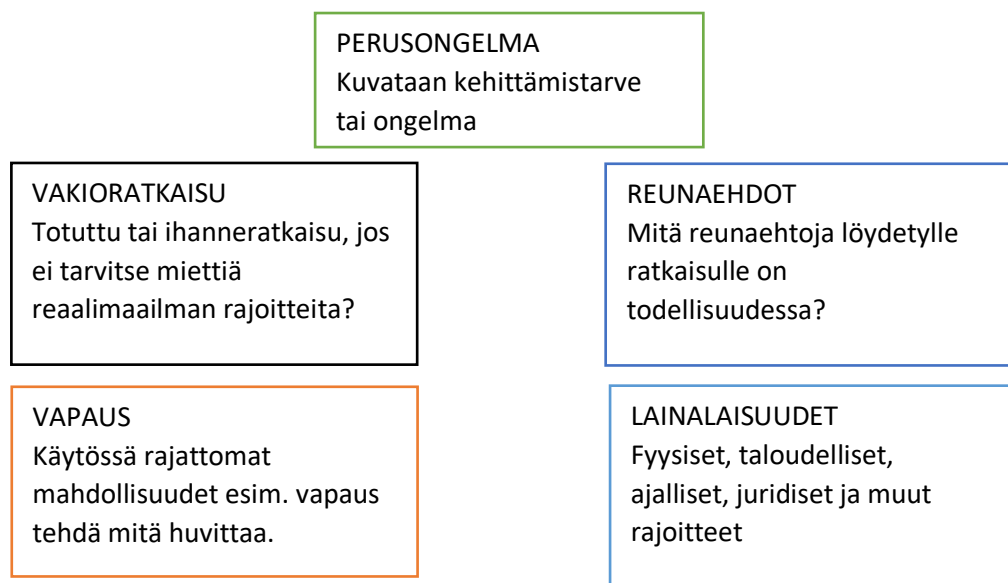 PERUSONGELMA
Kuvataan kehittämistarve
tai ongelma
VAKIORATKAISU
Totuttu tai ihanneratkaisu, jos
ei tarvitse miettiä
reaalimaailman rajoitteita?
REUNAEHDOT
Mitä reunaehtoja löydetylle
ratkaisulle on
todellisuudessa?
VAPAUS
Käytössä rajattomat
mahdollisuudet esim. vapaus
tehdä mitä huvittaa.
LAINALAISUUDET
Fyysiset, taloudelliset,
ajalliset, juridiset ja muut
rajoitteet